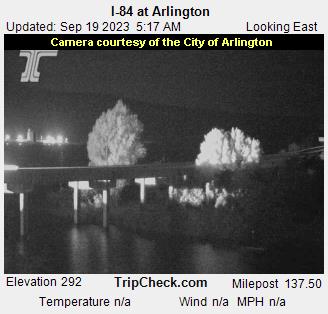 I-84 at Arlington
Updated: Sep 19 2023 5:17 AM Looking East
Camera courtesy of the City of Arlington
Elevation 292 TripCheck.com Milepost 137.50
Temperature n/a Wind n/a MPH n/a